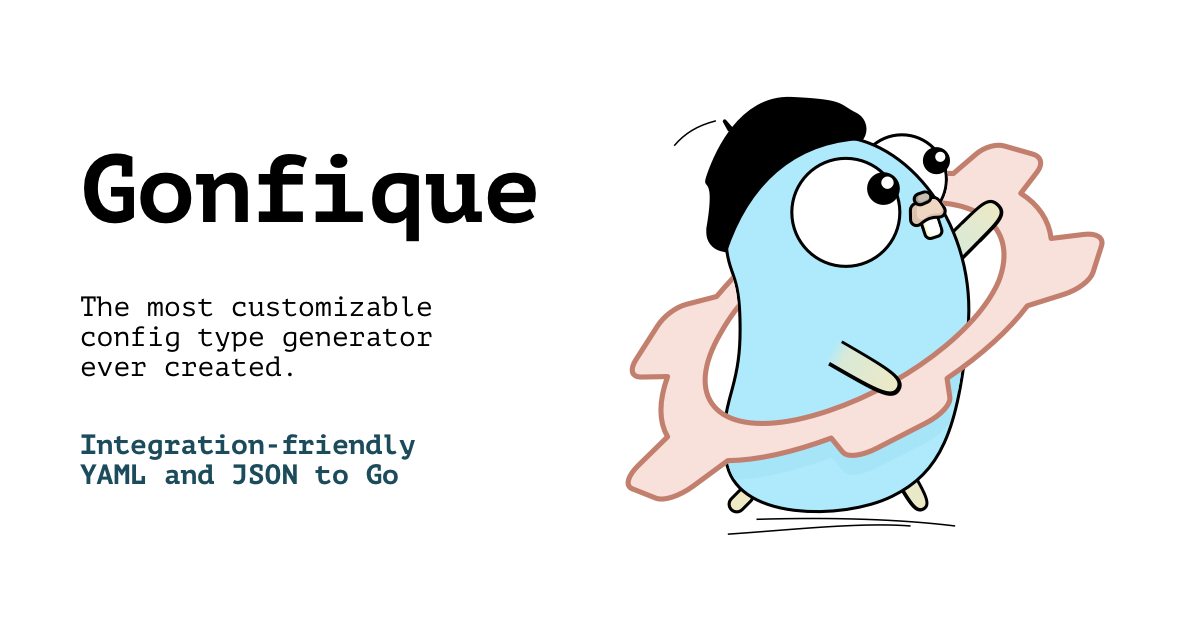 Gonfique
The most customizable
config type generator
ever created.
Integration-friendly
YAML and JSON to Go